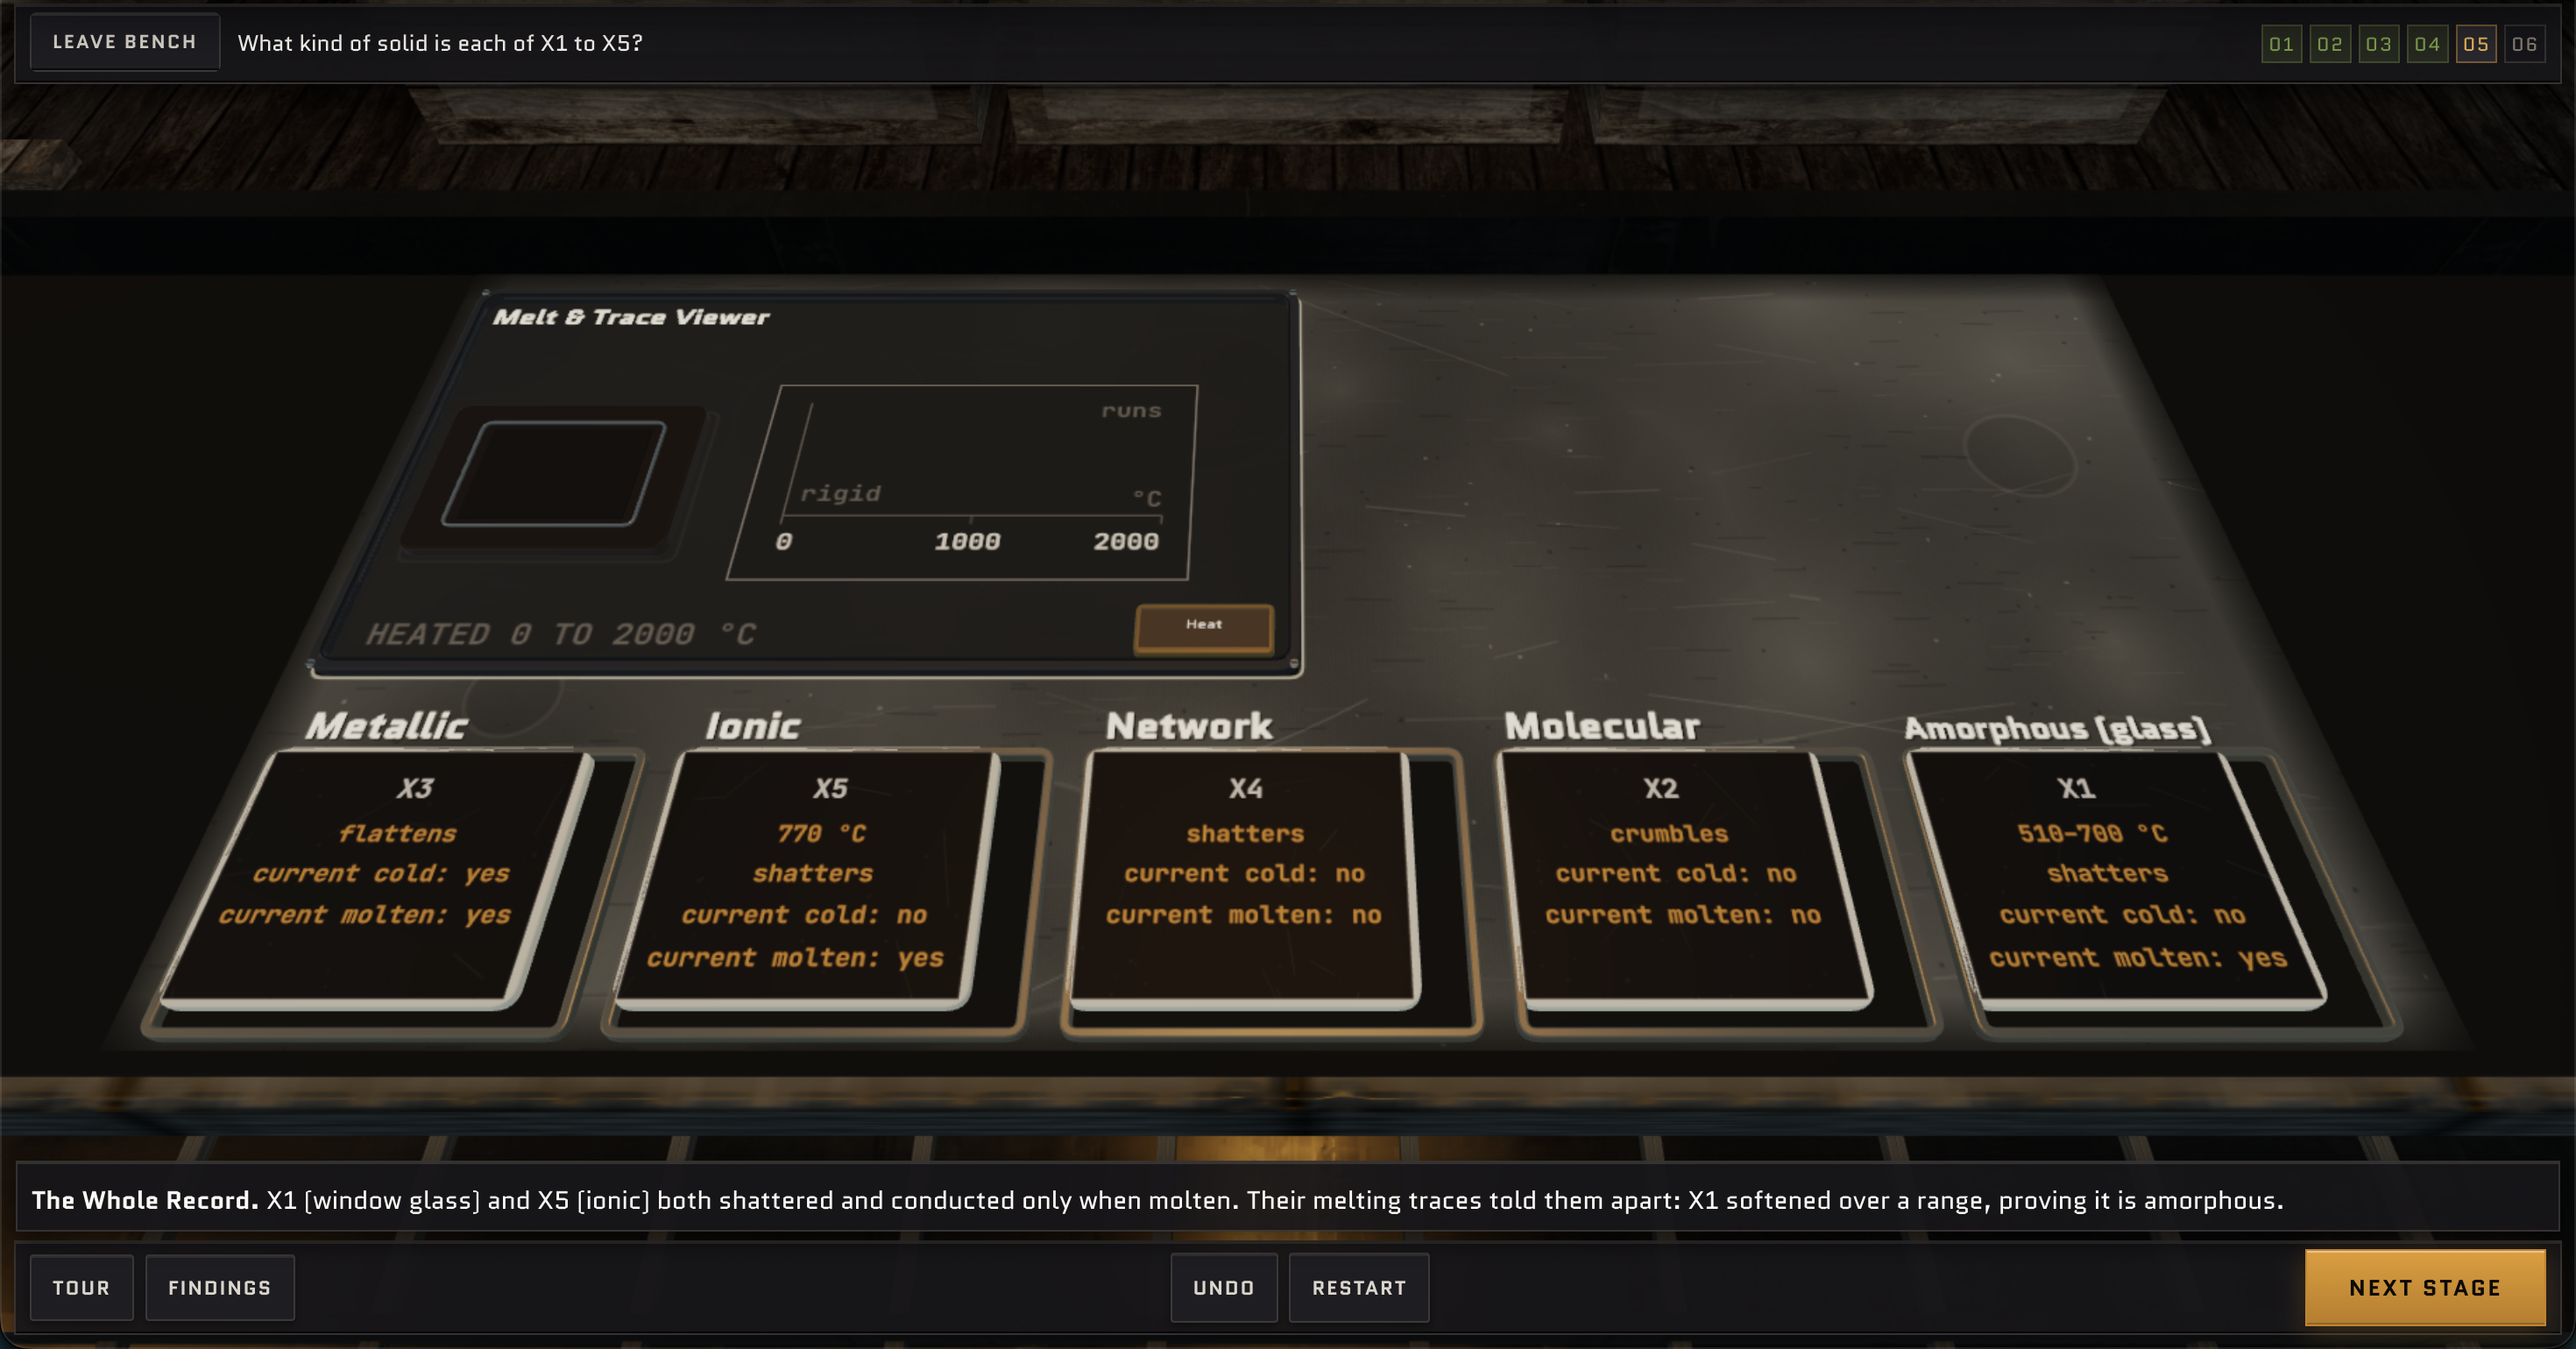 LEAVE BENCH
What kind of solid is each of X1 to X5?
01 02 03 04 05 06
Melt & Trace Viewer
runs
rigid
°C
0 1000 2000
HEATED 0 TO 2000 °C
Heat
Metallic
X3
flattens
current cold: yes
current molten: yes
Ionic
X5
770 °C
shatters
current cold: no
current molten: yes
Network
X4
shatters
current cold: no
current molten: no
Molecular
X2
crumbles
current cold: no
current molten: no
Amorphous (glass)
X1
510–700 °C
shatters
current cold: no
current molten: yes
The Whole Record. X1 (window glass) and X5 (ionic) both shattered and conducted only when molten. Their melting traces told them apart: X1 softened over a range, proving it is amorphous.
TOUR
FINDINGS
UNDO
RESTART
NEXT STAGE